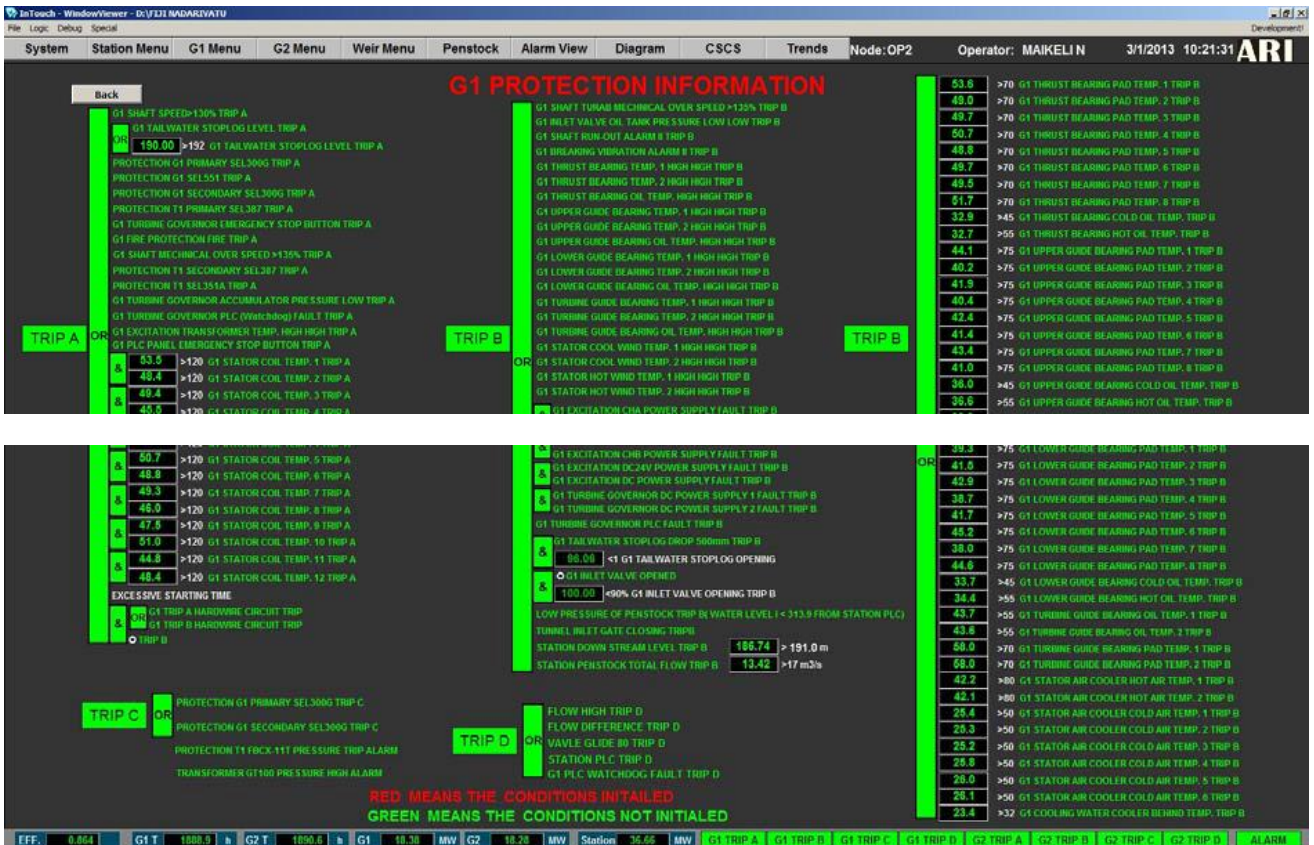 InTouch - WindowViewer - D:\FIJI NADARIVATU
File Logic Debug Special
Development!
System Station Menu G1 Menu G2 Menu Weir Menu Penstock Alarm View Diagram CSCS Trends Node:OP2 Operator: MAIKELI N 3/1/2013 10:21:31 ARI
G1 PROTECTION INFORMATION
Back
TRIP A
OR
G1 SHAFT SPEED>130% TRIP A
OR
G1 TAILWATER STOPLOG LEVEL TRIP A
190.00 >192 G1 TAILWATER STOPLOG LEVEL TRIP A
PROTECTION G1 PRIMARY SEL300G TRIP A
PROTECTION G1 SEL551 TRIP A
PROTECTION G1 SECONDARY SEL300G TRIP A
PROTECTION T1 PRIMARY SEL387 TRIP A
G1 TURBINE GOVERNOR EMERGENCY STOP BUTTON TRIP A
G1 FIRE PROTECTION FIRE TRIP A
G1 SHAFT MECHNICAL OVER SPEED >135% TRIP A
PROTECTION T1 SECONDARY SEL387 TRIP A
PROTECTION T1 SEL351A TRIP A
G1 TURBINE GOVERNOR ACCUMULATOR PRESSURE LOW TRIP A
G1 TURBINE GOVERNOR PLC (Watchdog) FAULT TRIP A
G1 EXCITATION TRANSFORMER TEMP. HIGH HIGH TRIP A
G1 PLC PANEL EMERGENCY STOP BUTTON TRIP A
& 53.5 >120 G1 STATOR COIL TEMP. 1 TRIP A
48.4 >120 G1 STATOR COIL TEMP. 2 TRIP A
& 49.4 >120 G1 STATOR COIL TEMP. 3 TRIP A
45.5 >120 G1 STATOR COIL TEMP. 4 TRIP A
& 50.7 >120 G1 STATOR COIL TEMP. 5 TRIP A
48.8 >120 G1 STATOR COIL TEMP. 6 TRIP A
& 49.3 >120 G1 STATOR COIL TEMP. 7 TRIP A
46.0 >120 G1 STATOR COIL TEMP. 8 TRIP A
& 47.5 >120 G1 STATOR COIL TEMP. 9 TRIP A
51.0 >120 G1 STATOR COIL TEMP. 10 TRIP A
& 44.8 >120 G1 STATOR COIL TEMP. 11 TRIP A
48.4 >120 G1 STATOR COIL TEMP. 12 TRIP A
EXCESSIVE STARTING TIME
& OR G1 TRIP A HARDWIRE CIRCUIT TRIP
G1 TRIP B HARDWIRE CIRCUIT TRIP
TRIP B
TRIP B
OR
G1 SHAFT TURAB MECHNICAL OVER SPEED >135% TRIP B
G1 INLET VALVE OIL TANK PRESSURE LOW LOW TRIP B
G1 SHAFT RUN-OUT ALARM II TRIP B
G1 BREAKING VIBRATION ALARM II TRIP B
G1 THRUST BEARING TEMP. 1 HIGH HIGH TRIP B
G1 THRUST BEARING TEMP. 2 HIGH HIGH TRIP B
G1 THRUST BEARING OIL TEMP. HIGH HIGH TRIP B
G1 UPPER GUIDE BEARING TEMP. 1 HIGH HIGH TRIP B
G1 UPPER GUIDE BEARING TEMP. 2 HIGH HIGH TRIP B
G1 UPPER GUIDE BEARING OIL TEMP. HIGH HIGH TRIP B
G1 LOWER GUIDE BEARING TEMP. 1 HIGH HIGH TRIP B
G1 LOWER GUIDE BEARING TEMP. 2 HIGH HIGH TRIP B
G1 LOWER GUIDE BEARING OIL TEMP. HIGH HIGH TRIP B
G1 TURBINE GUIDE BEARING TEMP. 1 HIGH HIGH TRIP B
G1 TURBINE GUIDE BEARING TEMP. 2 HIGH HIGH TRIP B
G1 TURBINE GUIDE BEARING OIL TEMP. HIGH HIGH TRIP B
G1 STATOR COOL WIND TEMP. 1 HIGH HIGH TRIP B
G1 STATOR COOL WIND TEMP. 2 HIGH HIGH TRIP B
G1 STATOR HOT WIND TEMP. 1 HIGH HIGH TRIP B
G1 STATOR HOT WIND TEMP. 2 HIGH HIGH TRIP B
& G1 EXCITATION CHA POWER SUPPLY FAULT TRIP B
G1 EXCITATION CHB POWER SUPPLY FAULT TRIP B
& G1 EXCITATION DC24V POWER SUPPLY FAULT TRIP B
G1 EXCITATION DC POWER SUPPLY FAULT TRIP B
& G1 TURBINE GOVERNOR DC POWER SUPPLY 1 FAULT TRIP B
G1 TURBINE GOVERNOR DC POWER SUPPLY 2 FAULT TRIP B
G1 TURBINE GOVERNOR PLC FAULT TRIP B
& G1 TAILWATER STOPLOG DROP 500mm TRIP B
<1 G1 TAILWATER STOPLOG OPENING
& G1 INLET VALVE OPENED
100.00 <90% G1 INLET VALVE OPENING TRIP B
LOW PRESSURE OF PENSTOCK TRIP B( WATER LEVEL I < 313.9 FROM STATION PLC)
TUNNEL INLET GATE CLOSING TRIPB
STATION DOWN STREAM LEVEL TRIP B 186.74 > 191.0 m
STATION PENSTOCK TOTAL FLOW TRIP B 13.42 >17 m3/s
TRIP B
OR
53.6 >70 G1 THRUST BEARING PAD TEMP. 1 TRIP B
49.0 >70 G1 THRUST BEARING PAD TEMP. 2 TRIP B
49.7 >70 G1 THRUST BEARING PAD TEMP. 3 TRIP B
50.7 >70 G1 THRUST BEARING PAD TEMP. 4 TRIP B
48.8 >70 G1 THRUST BEARING PAD TEMP. 5 TRIP B
49.7 >70 G1 THRUST BEARING PAD TEMP. 6 TRIP B
49.5 >70 G1 THRUST BEARING PAD TEMP. 7 TRIP B
51.7 >70 G1 THRUST BEARING PAD TEMP. 8 TRIP B
32.9 >45 G1 THRUST BEARING COLD OIL TEMP. TRIP B
32.7 >55 G1 THRUST BEARING HOT OIL TEMP. TRIP B
44.1 >75 G1 UPPER GUIDE BEARING PAD TEMP. 1 TRIP B
40.2 >75 G1 UPPER GUIDE BEARING PAD TEMP. 2 TRIP B
41.9 >75 G1 UPPER GUIDE BEARING PAD TEMP. 3 TRIP B
40.4 >75 G1 UPPER GUIDE BEARING PAD TEMP. 4 TRIP B
42.4 >75 G1 UPPER GUIDE BEARING PAD TEMP. 5 TRIP B
41.4 >75 G1 UPPER GUIDE BEARING PAD TEMP. 6 TRIP B
43.4 >75 G1 UPPER GUIDE BEARING PAD TEMP. 7 TRIP B
41.0 >75 G1 UPPER GUIDE BEARING PAD TEMP. 8 TRIP B
36.0 >45 G1 UPPER GUIDE BEARING COLD OIL TEMP. TRIP B
36.6 >55 G1 UPPER GUIDE BEARING HOT OIL TEMP. TRIP B
39.3 >75 G1 LOWER GUIDE BEARING PAD TEMP. 1 TRIP B
41.5 >75 G1 LOWER GUIDE BEARING PAD TEMP. 2 TRIP B
42.9 >75 G1 LOWER GUIDE BEARING PAD TEMP. 3 TRIP B
38.7 >75 G1 LOWER GUIDE BEARING PAD TEMP. 4 TRIP B
41.7 >75 G1 LOWER GUIDE BEARING PAD TEMP. 5 TRIP B
45.2 >75 G1 LOWER GUIDE BEARING PAD TEMP. 6 TRIP B
38.0 >75 G1 LOWER GUIDE BEARING PAD TEMP. 7 TRIP B
44.6 >75 G1 LOWER GUIDE BEARING PAD TEMP. 8 TRIP B
33.7 >45 G1 LOWER GUIDE BEARING COLD OIL TEMP. TRIP B
34.4 >55 G1 LOWER GUIDE BEARING HOT OIL TEMP. TRIP B
43.7 >55 G1 TURBINE GUIDE BEARING OIL TEMP. 1 TRIP B
43.6 >55 G1 TURBINE GUIDE BEARING OIL TEMP. 2 TRIP B
58.0 >70 G1 TURBINE GUIDE BEARING PAD TEMP. 1 TRIP B
58.0 >70 G1 TURBINE GUIDE BEARING PAD TEMP. 2 TRIP B
42.2 >80 G1 STATOR AIR COOLER HOT AIR TEMP. 1 TRIP B
42.1 >80 G1 STATOR AIR COOLER HOT AIR TEMP. 2 TRIP B
25.4 >50 G1 STATOR AIR COOLER COLD AIR TEMP. 1 TRIP B
25.3 >50 G1 STATOR AIR COOLER COLD AIR TEMP. 2 TRIP B
25.2 >50 G1 STATOR AIR COOLER COLD AIR TEMP. 3 TRIP B
25.8 >50 G1 STATOR AIR COOLER COLD AIR TEMP. 4 TRIP B
26.0 >50 G1 STATOR AIR COOLER COLD AIR TEMP. 5 TRIP B
26.1 >50 G1 STATOR AIR COOLER COLD AIR TEMP. 6 TRIP B
23.4 >32 G1 COOLING WATER COOLER BEHIND TEMP. TRIP B
TRIP C
OR
PROTECTION G1 PRIMARY SEL300G TRIP C
PROTECTION G1 SECONDARY SEL300G TRIP C
PROTECTION T1 FBCX-11T PRESSURE TRIP ALARM
TRANSFORMER GT100 PRESSURE HIGH ALARM
TRIP D
OR
FLOW HIGH TRIP D
FLOW DIFFERENCE TRIP D
VAVLE GLIDE 80 TRIP D
STATION PLC TRIP D
G1 PLC WATCHDOG FAULT TRIP D
RED MEANS THE CONDITIONS INITAILED
GREEN MEANS THE CONDITIONS NOT INITIALED
EFF. 0.864 G1 T 1888.9 h G2 T 1890.6 h G1 18.38 MW G2 18.28 MW Station 36.66 MW G1 TRIP A G1 TRIP B G1 TRIP C G1 TRIP D G2 TRIP A G2 TRIP B G2 TRIP C G2 TRIP D ALARM